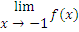 lim
x → −1 f(x)